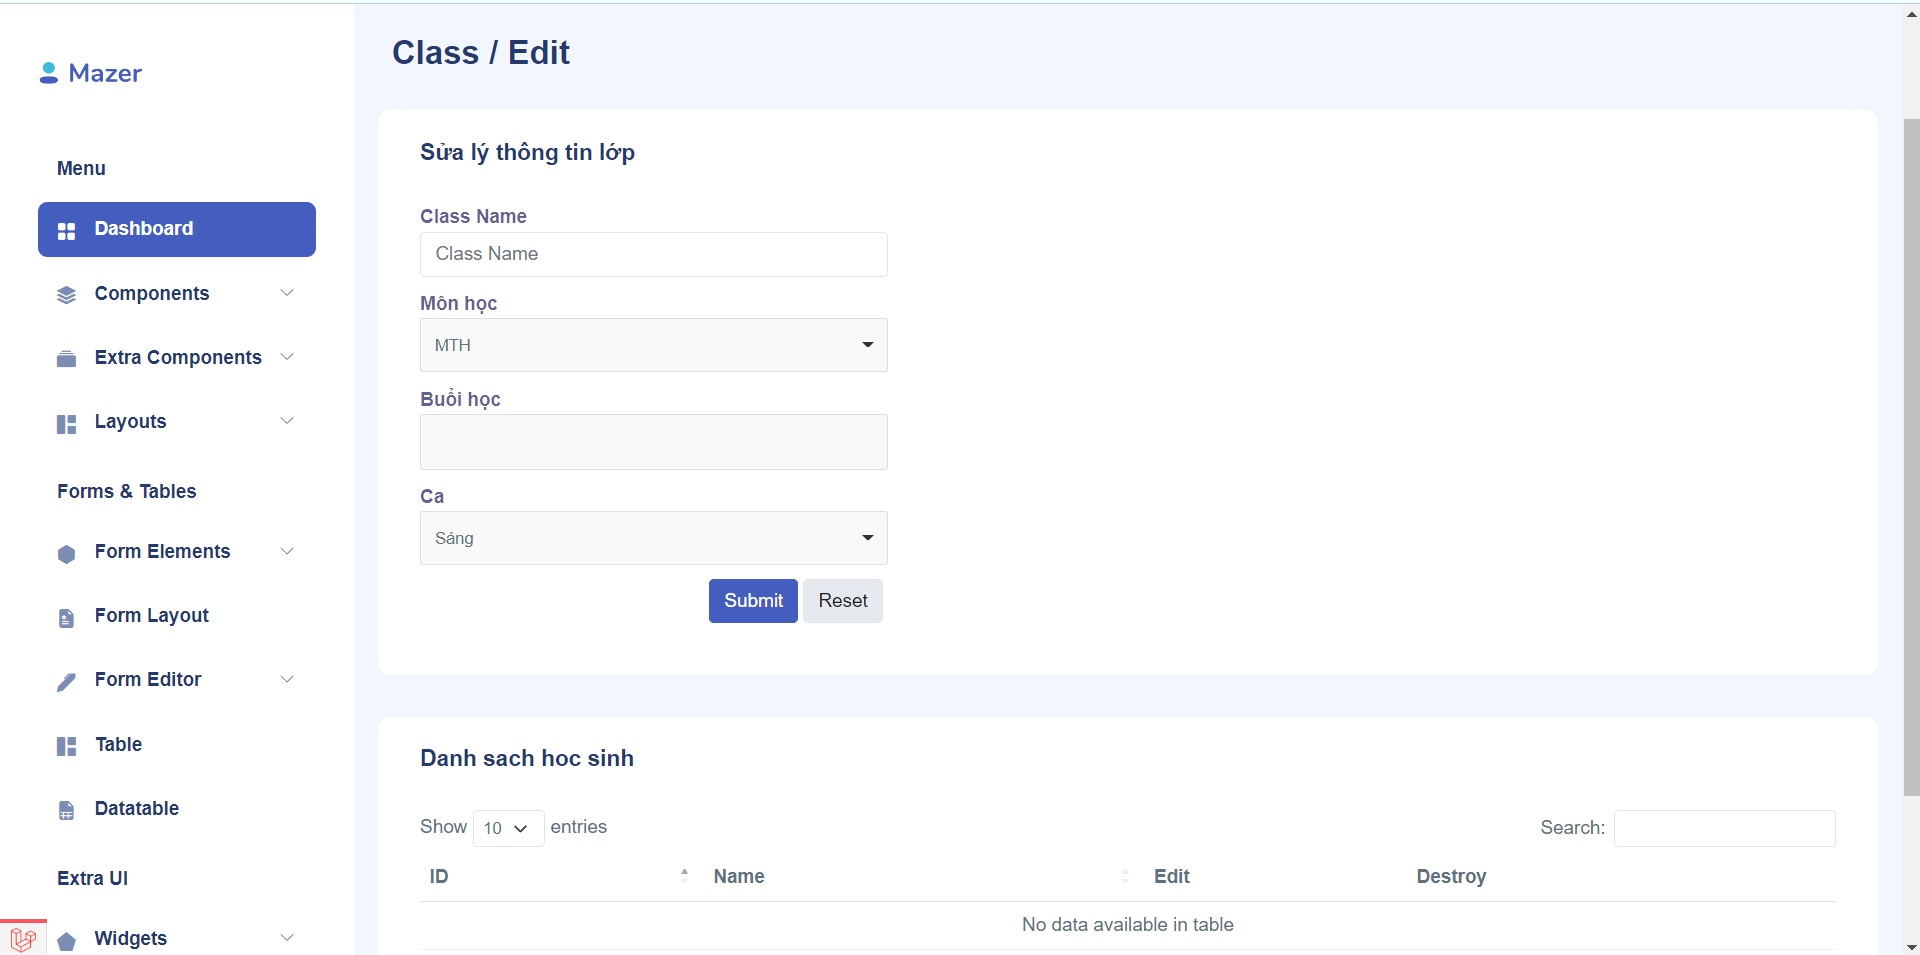 Mazer
Menu
Dashboard
Components
Extra Components
Layouts
Forms & Tables
Form Elements
Form Layout
Form Editor
Table
Datatable
Extra UI
Widgets
Class / Edit
Sửa lý thông tin lớp
Class Name
Class Name
Môn học
MTH
Buổi học
Ca
Sáng
Submit Reset
Danh sach hoc sinh
Show 10 entries Search:
ID Name Edit Destroy
No data available in table